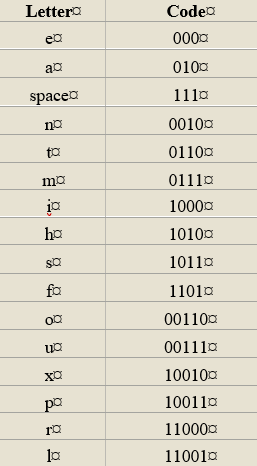 Letter¤ Code¤
e¤ 000¤
a¤ 010¤
space¤ 111¤
n¤ 0010¤
t¤ 0110¤
m¤ 0111¤
i¤ 1000¤
h¤ 1010¤
s¤ 1011¤
f¤ 1101¤
o¤ 00110¤
u¤ 00111¤
x¤ 10010¤
p¤ 10011¤
r¤ 11000¤
l¤ 11001¤